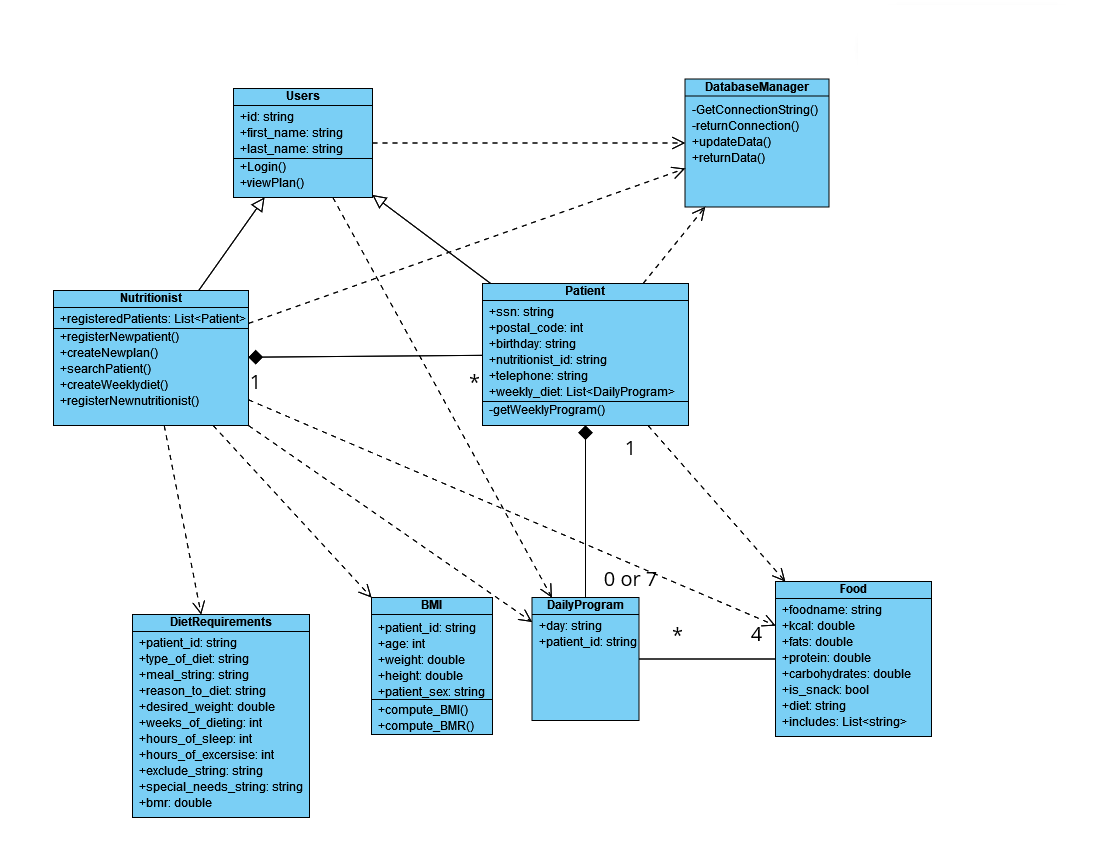 Users
+id: string
+first_name: string
+last_name: string
+Login()
+viewPlan()
DatabaseManager
-GetConnectionString()
-returnConnection()
+updateData()
+returnData()
Nutritionist
+registeredPatients: List<Patient>
+registerNewpatient()
+createNewplan()
+searchPatient()
+createWeeklydiet()
+registerNewnutritionist()
1
*
Patient
+ssn: string
+postal_code: int
+birthday: string
+nutritionist_id: string
+telephone: string
+weekly_diet: List<DailyProgram>
-getWeeklyProgram()
1
0 or 7
DietRequirements
+patient_id: string
+type_of_diet: string
+meal_string: string
+reason_to_diet: string
+desired_weight: double
+weeks_of_dieting: int
+hours_of_sleep: int
+hours_of_excersise: int
+exclude_string: string
+special_needs_string: string
+bmr: double
BMI
+patient_id: string
+age: int
+weight: double
+height: double
+patient_sex: string
+compute_BMI()
+compute_BMR()
DailyProgram
+day: string
+patient_id: string
*
4
Food
+foodname: string
+kcal: double
+fats: double
+protein: double
+carbohydrates: double
+is_snack: bool
+diet: string
+includes: List<string>